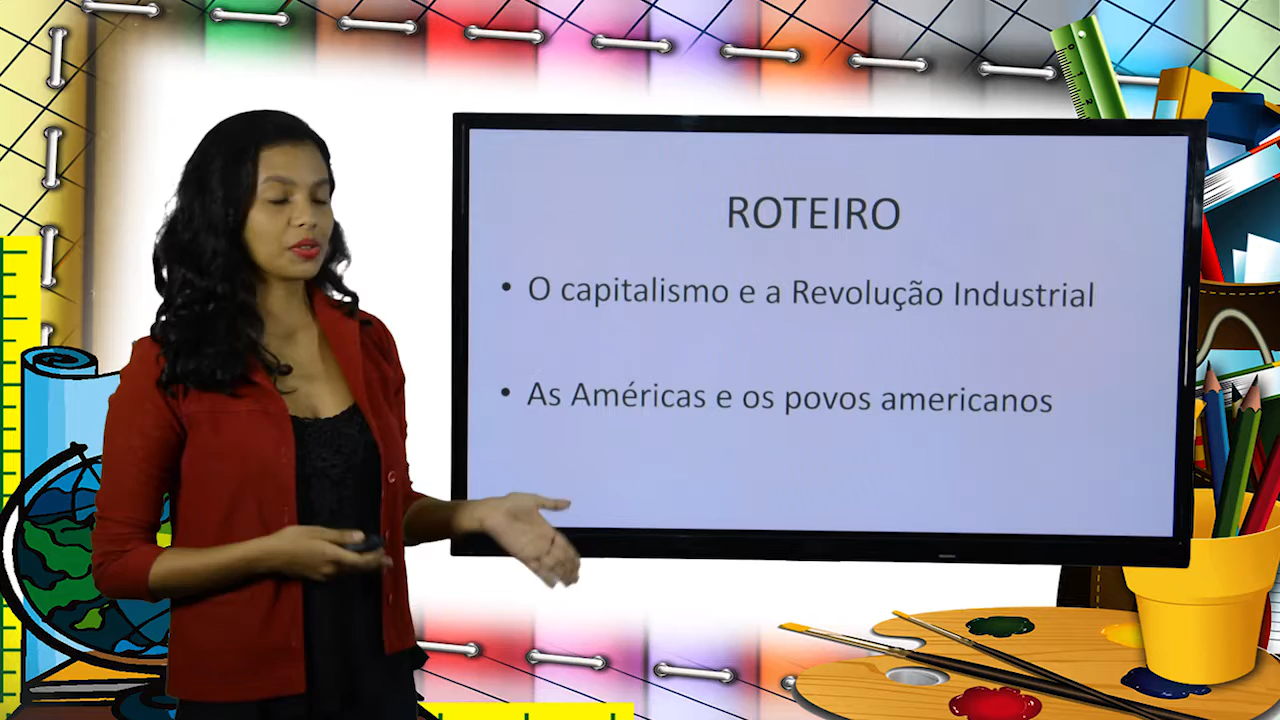 ROTEIRO
• O capitalismo e a Revolução Industrial
• As Américas e os povos americanos